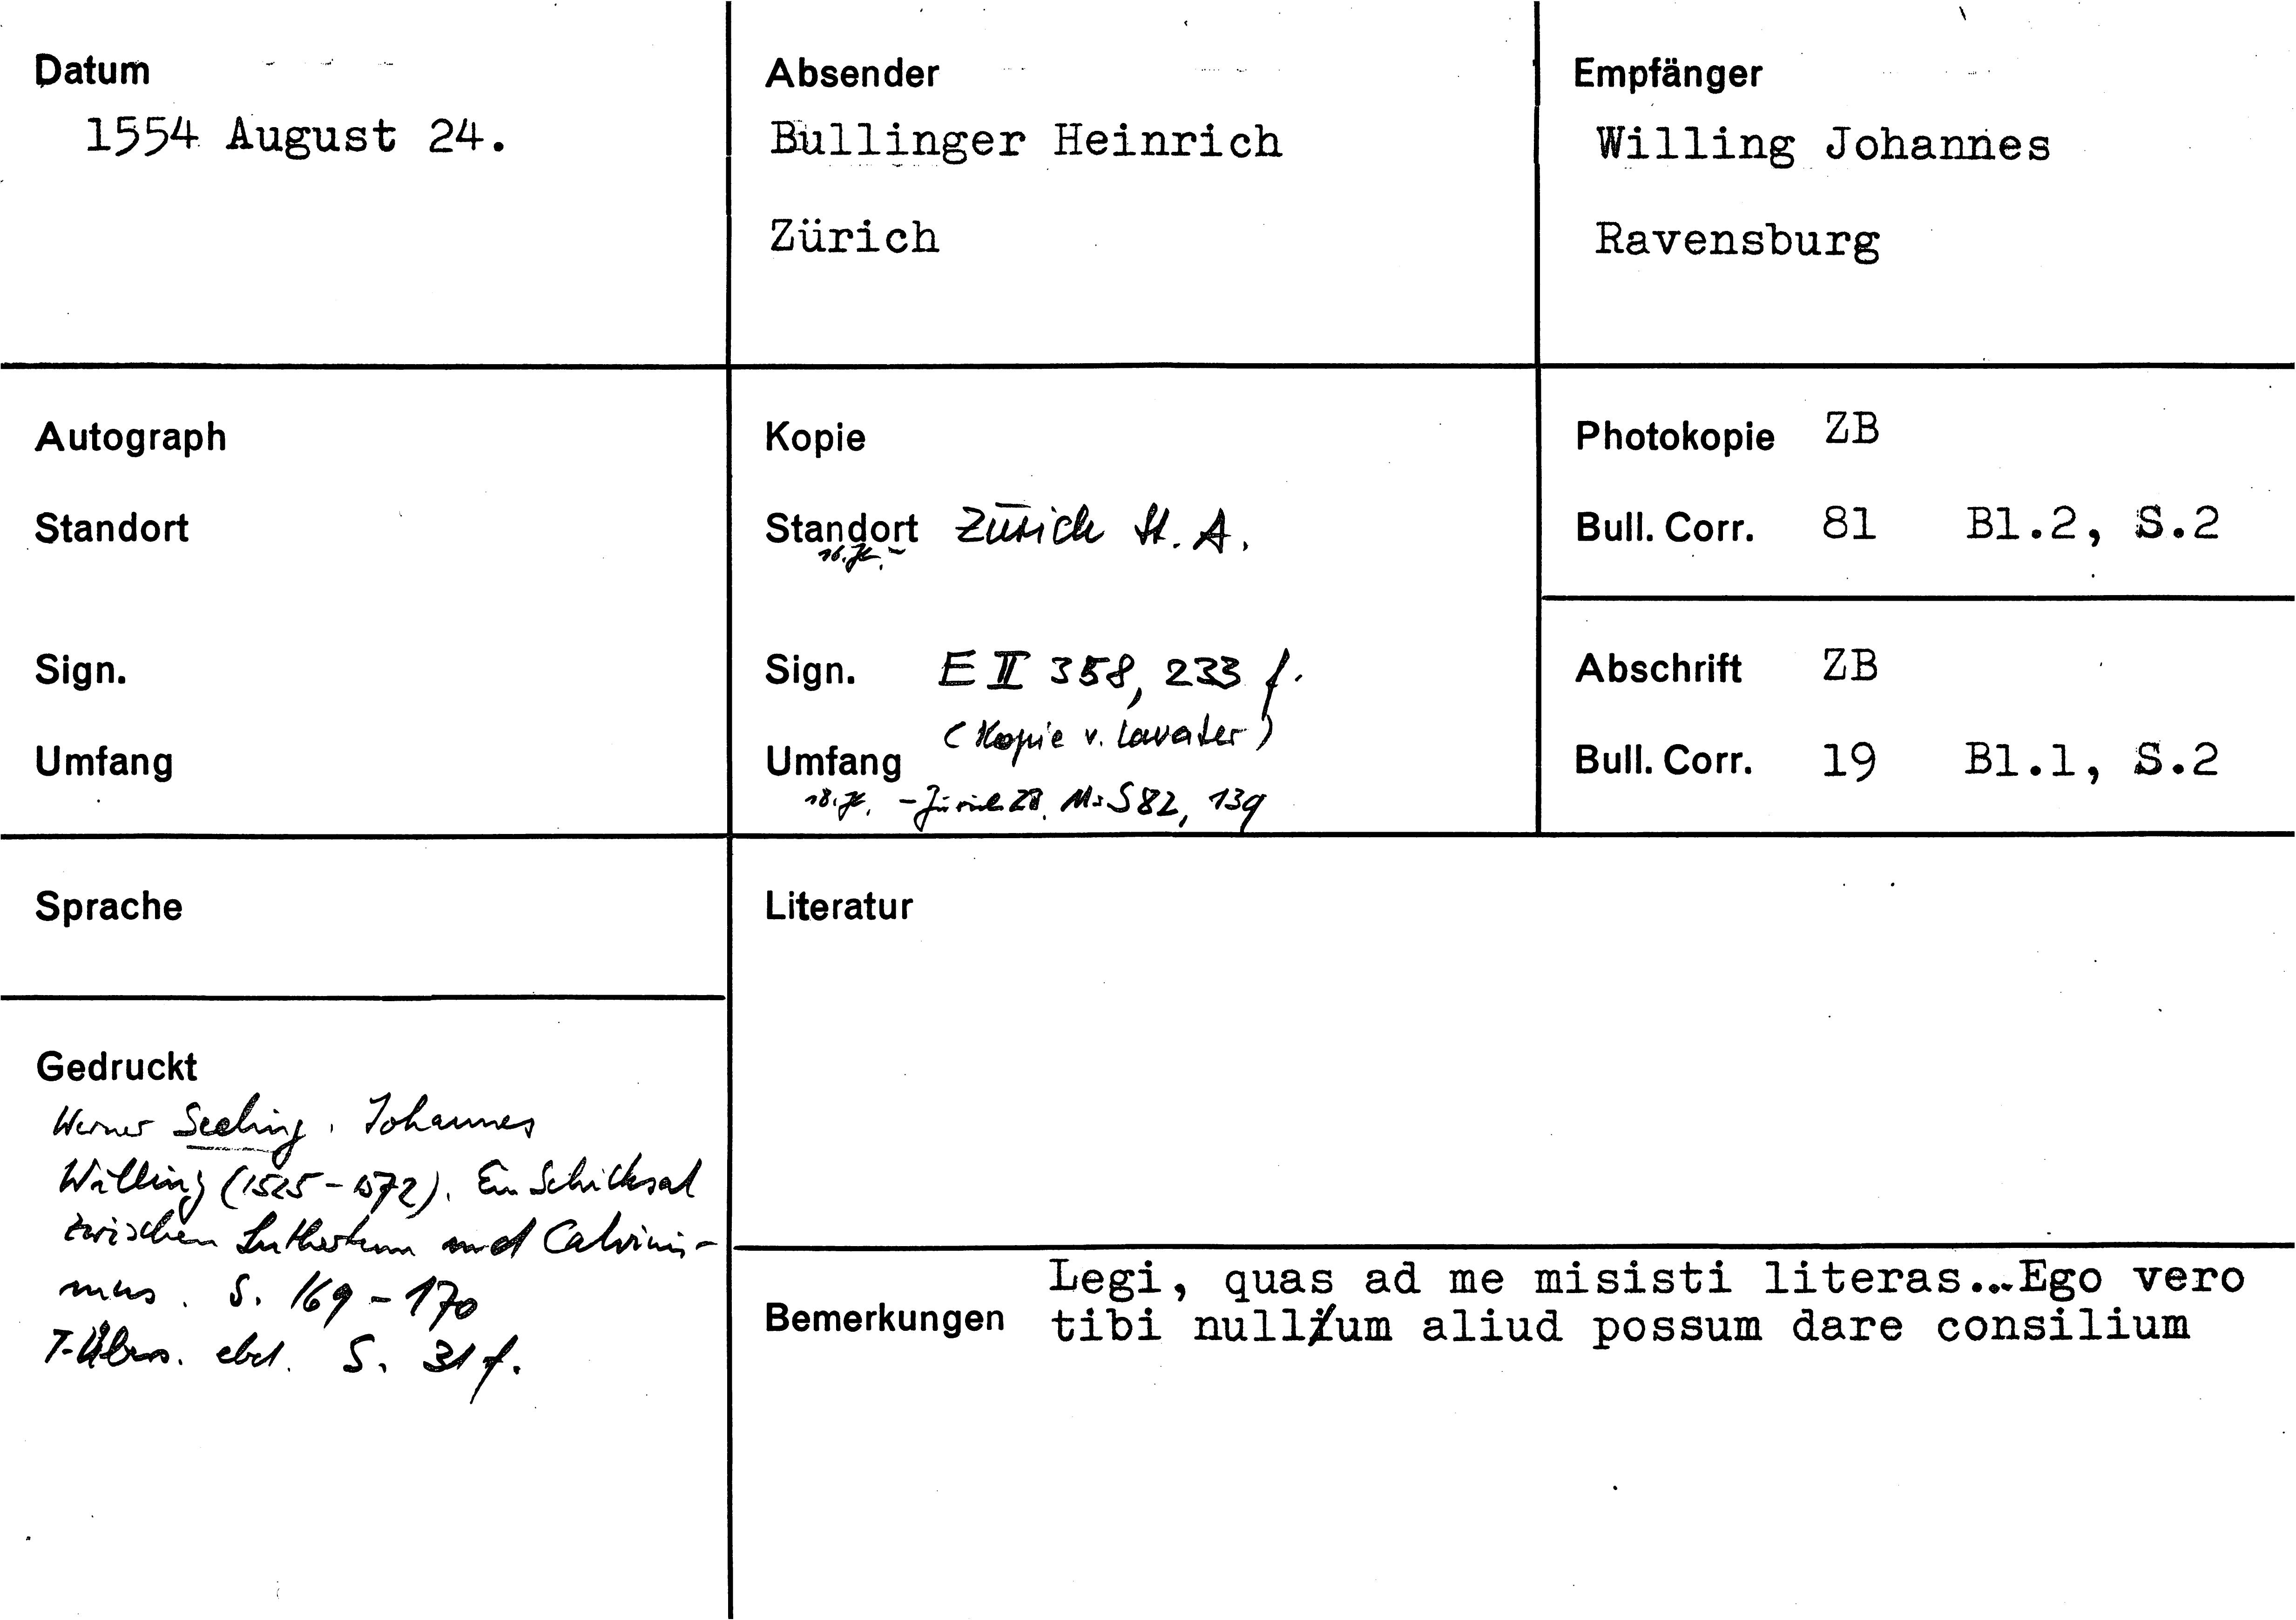 Datum
1554 August 24.
Absender
Bullinger Heinrich
Zürich
Empfänger
Willing Johannes
Ravensburg
Autograph
Standort
Sign.
Umfang
Kopie
Standort Zürich St. A.
16. Jh. -
Sign. E II 358, 233 f.
(Kopie v. Lavater)
Umfang
18. Jh. - Zürich ZB, Ms S 82, 139
Photokopie ZB
Bull. Corr. 81 Bl.2, S.2
Abschrift ZB
Bull. Corr. 19 Bl.1, S.2
Sprache
Literatur
Gedruckt
Werner Seeling, Johannes
Willing (1525-1572). Ein Schicksal
zwischen Luthertum und Calvinis-
mus. S. 169-170
T-Übers. ebd. S. 31 f.
Bemerkungen
Legi, quas ad me misisti literas...Ego vero
tibi nullum aliud possum dare consilium